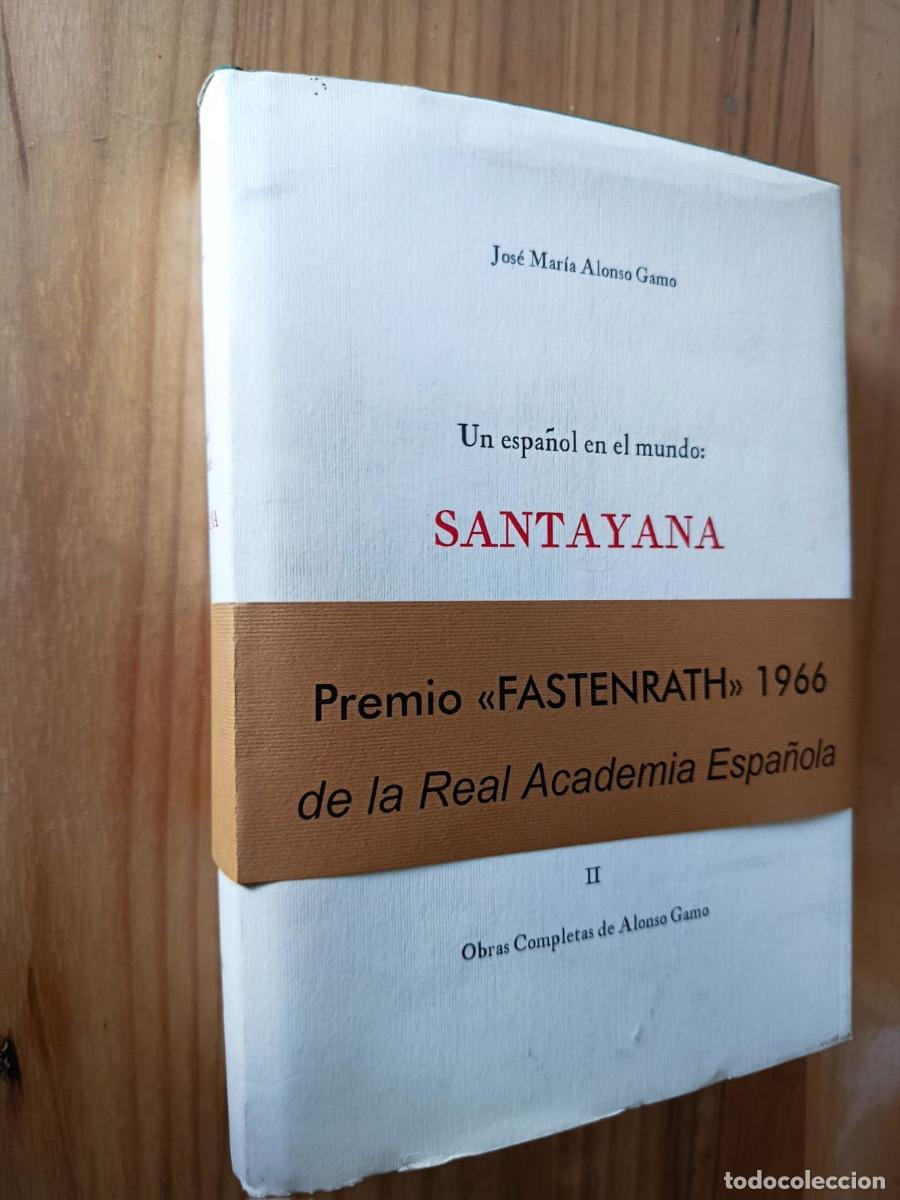 José María Alonso Gamo
Un español en el mundo:
SANTAYANA
Premio «FASTENRATH» 1966
de la Real Academia Española
II
Obras Completas de Alonso Gamo
todocoleccion